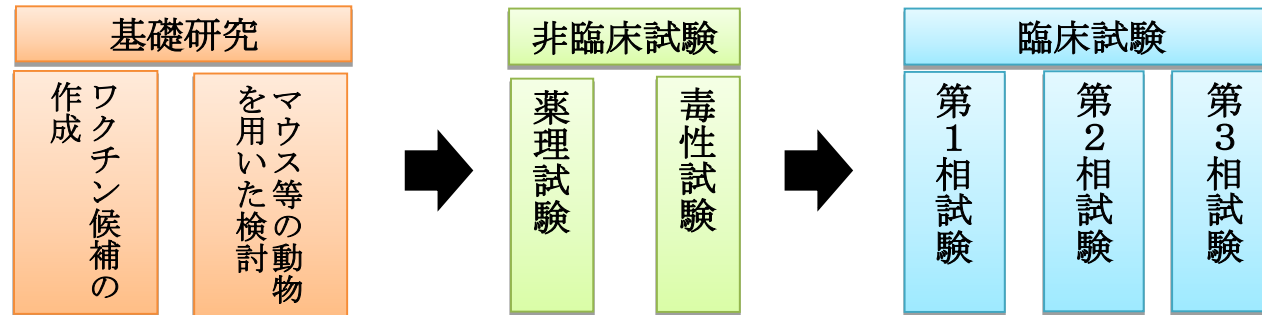 基礎研究
ワクチン候補の
作成
マウス等の動物
を用いた検討
非臨床試験
薬理試験
毒性試験
臨床試験
第１相試験
第２相試験
第３相試験